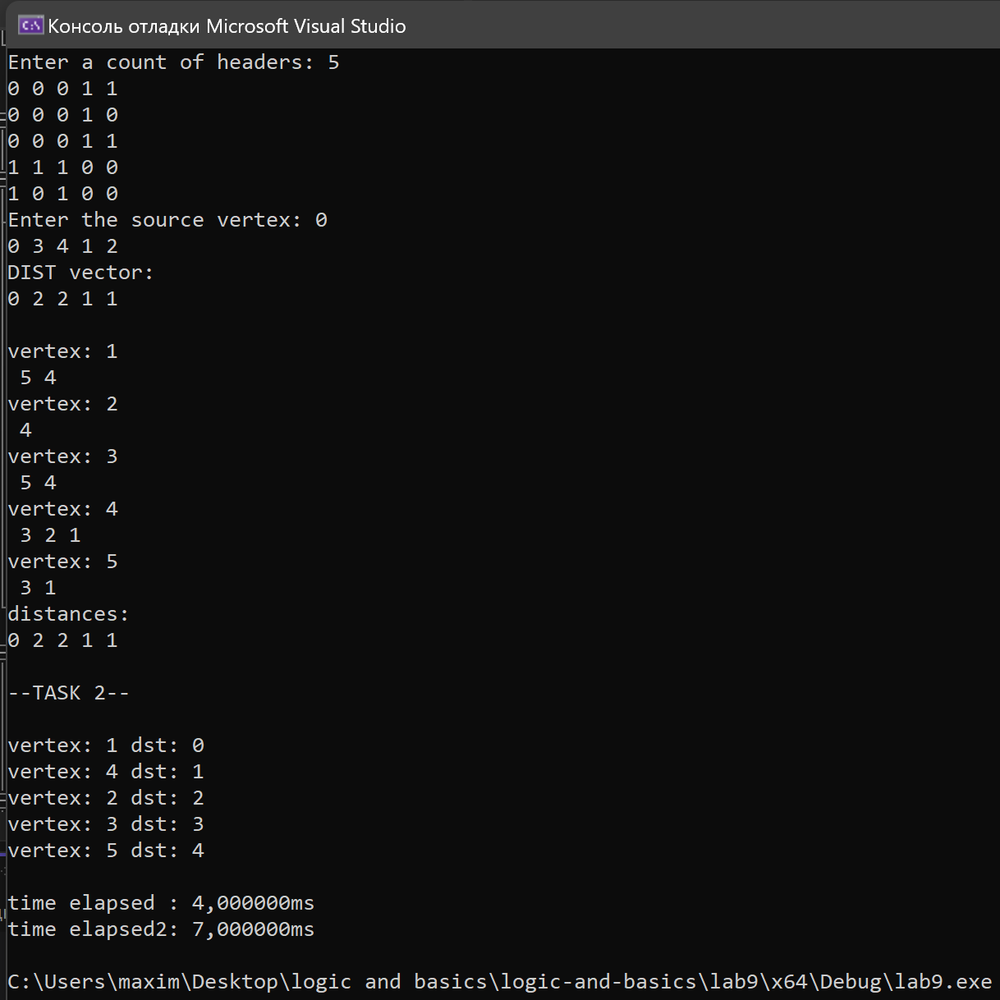 Консоль отладки Microsoft Visual Studio
Enter a count of headers: 5
0 0 0 1 1
0 0 0 1 0
0 0 0 1 1
1 1 1 0 0
1 0 1 0 0
Enter the source vertex: 0
0 3 4 1 2
DIST vector:
0 2 2 1 1
vertex: 1
5 4
vertex: 2
4
vertex: 3
5 4
vertex: 4
3 2 1
vertex: 5
3 1
distances:
0 2 2 1 1
--TASK 2--
vertex: 1 dst: 0
vertex: 4 dst: 1
vertex: 2 dst: 2
vertex: 3 dst: 3
vertex: 5 dst: 4
time elapsed : 4,000000ms
time elapsed2: 7,000000ms
C:\Users\maxim\Desktop\logic and basics\logic-and-basics\lab9\x64\Debug\lab9.exe